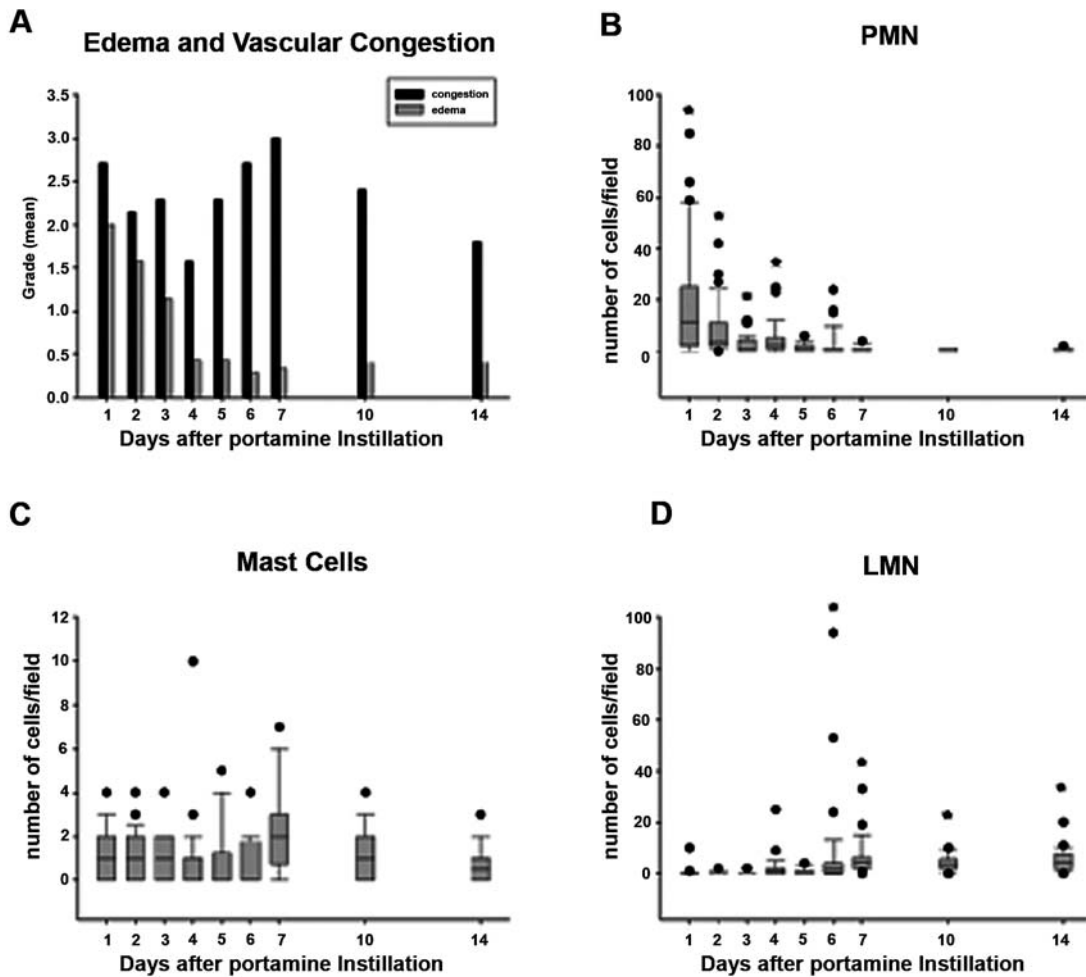 A
Edema and Vascular Congestion
congestion
edema
Grade (mean)
3.5
3.0
2.5
2.0
1.5
1.0
0.5
0.0
1 2 3 4 5 6 7 10 14
Days after portamine Instillation
B
PMN
number of cells/field
100
80
60
40
20
0
1 2 3 4 5 6 7 10 14
Days after portamine Instillation
C
Mast Cells
number of cells/field
12
10
8
6
4
2
0
1 2 3 4 5 6 7 10 14
Days after portamine Instillation
D
LMN
number of cells/field
100
80
60
40
20
0
1 2 3 4 5 6 7 10 14
Days after portamine Instillation